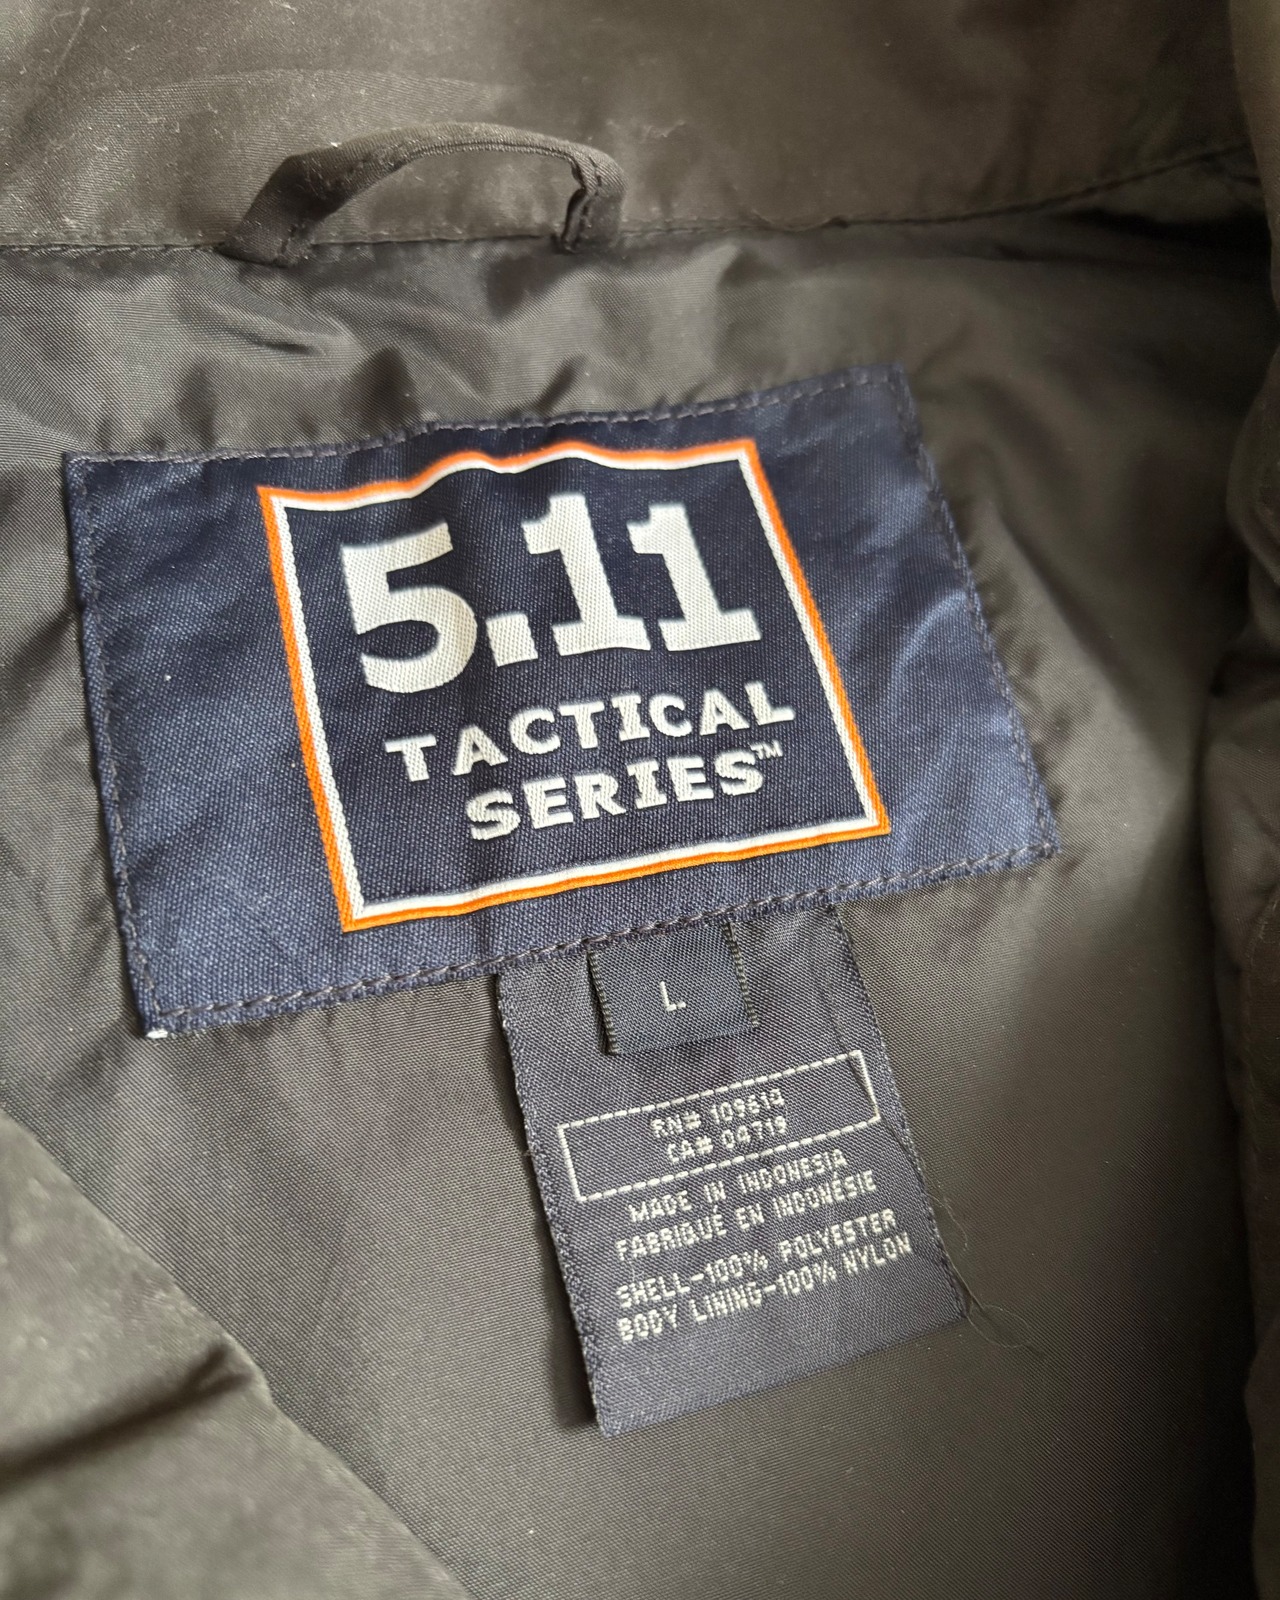 5.11
TACTICAL
SERIES™
L
RN# 109614
CA# 00719
MADE IN INDONESIA
FABRIQUÉ EN INDONÉSIE
SHELL-100% POLYESTER
BODY LINING-100% NYLON